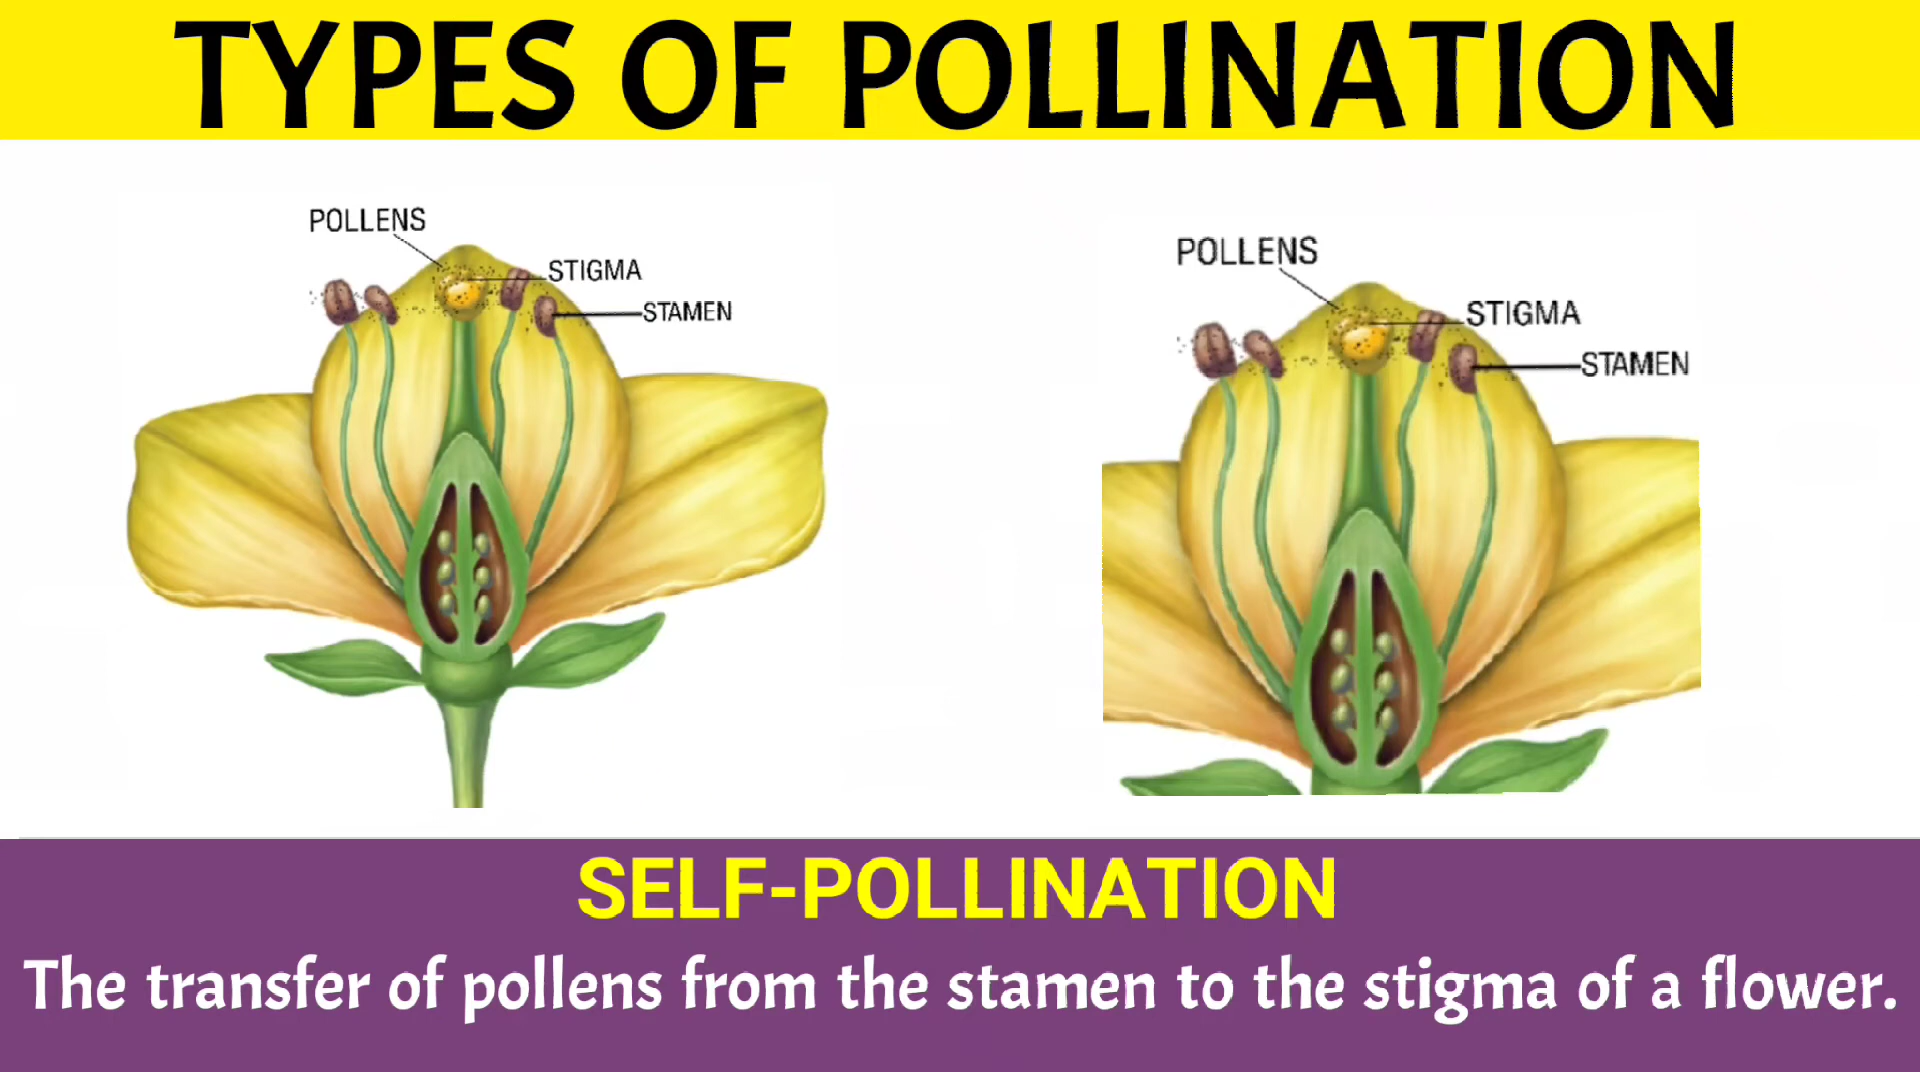 TYPES OF POLLINATION
POLLENS
STIGMA
STAMEN
POLLENS
STIGMA
STAMEN
SELF-POLLINATION
The transfer of pollens from the stamen to the stigma of a flower.